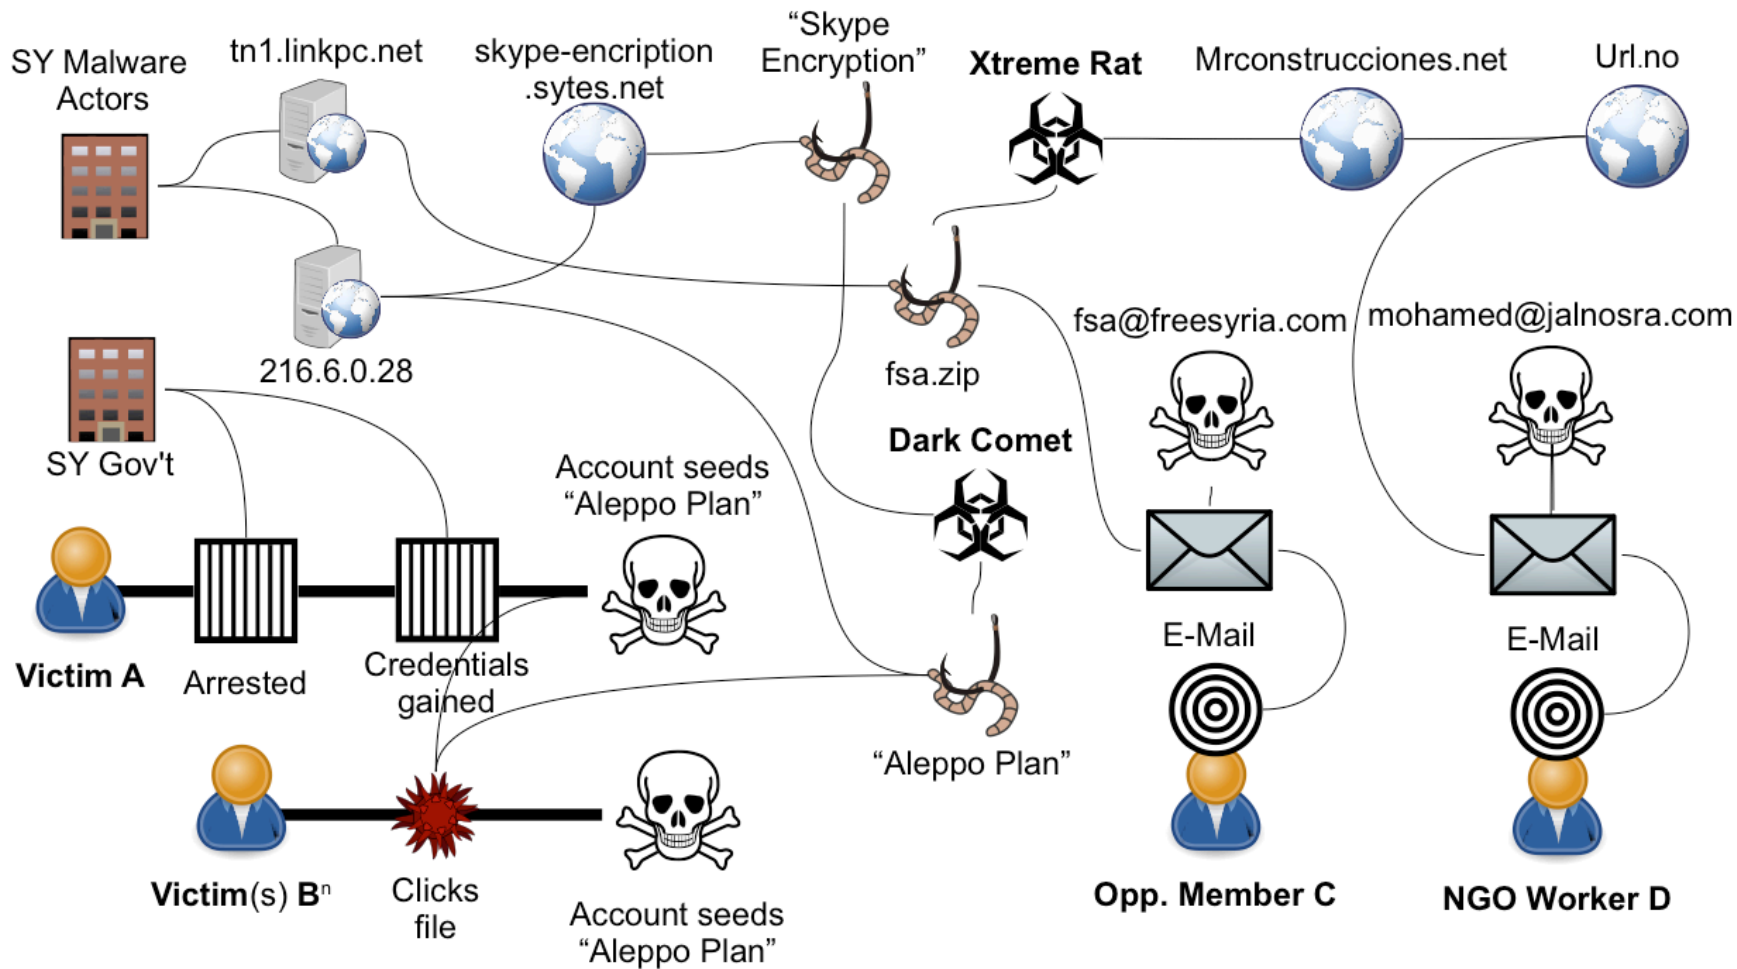 SY Malware
Actors
tn1.linkpc.net
skype-encription
.sytes.net
“Skype
Encryption”
Xtreme Rat
Mrconstrucciones.net
Url.no
216.6.0.28
fsa.zip
fsa@freesyria.com
mohamed@jalnosra.com
SY Gov't
Dark Comet
Account seeds
“Aleppo Plan”
Victim A
Arrested
Credentials
gained
E-Mail
E-Mail
“Aleppo Plan”
Victim(s) Bⁿ
Clicks
file
Account seeds
“Aleppo Plan”
Opp. Member C
NGO Worker D